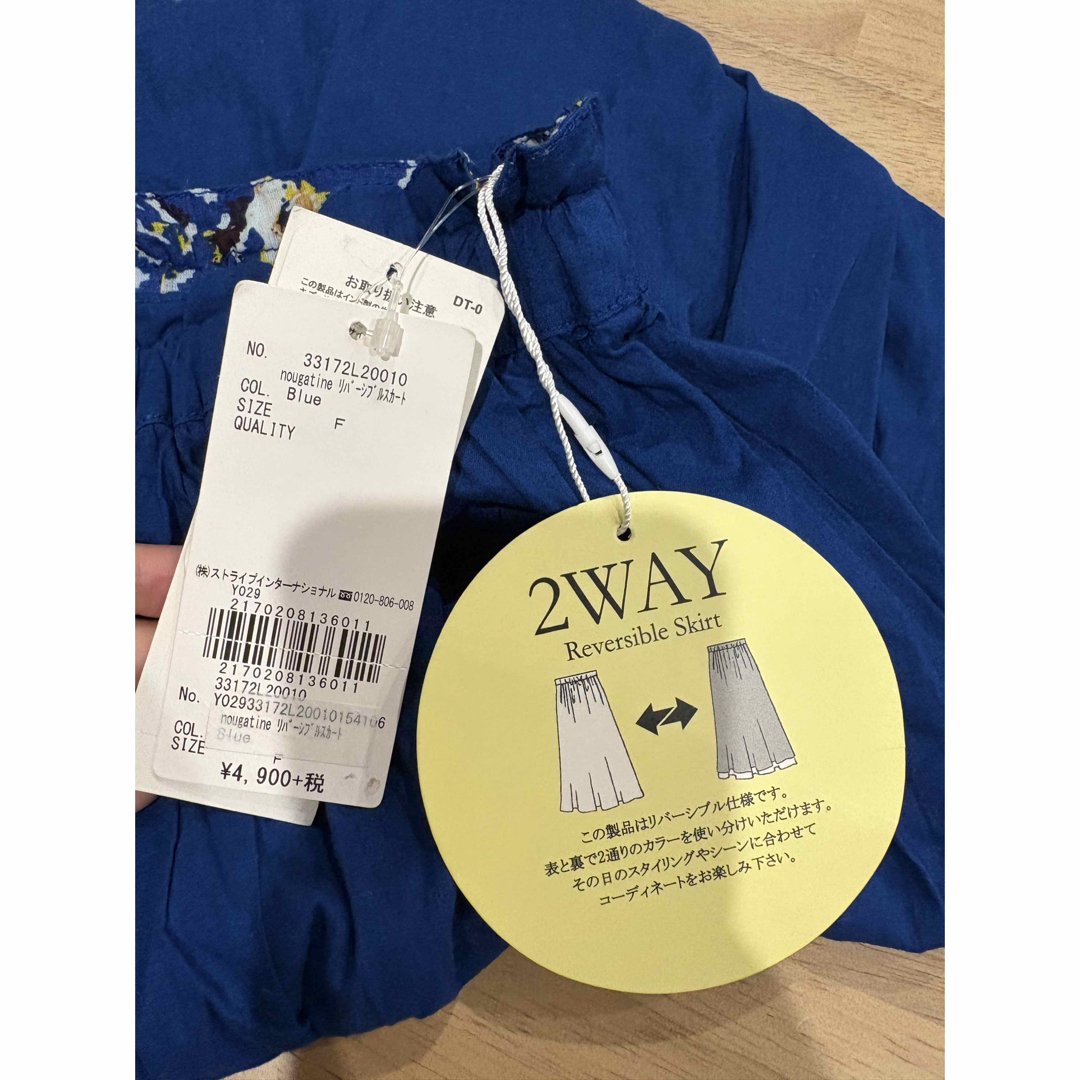 お取り扱い注意
DT-0
この製品はインド製の
NO. 33172L20010
nougatine ﾘﾊﾞｰｼﾌﾞﾙｽｶｰﾄ
COL. Blue
SIZE F
QUALITY
(株)ストライプインターナショナル ☎0120-806-008
Y029
2170208136011
2170208136011
33172L20010
No. Y02933172L20010154106
nougatine ﾘﾊﾞｰｼﾌﾞﾙｽｶｰﾄ
COL. Blue
SIZE F
¥4,900+税
2WAY
Reversible Skirt
この製品はリバーシブル仕様です。
表と裏で2通りのカラーを使い分けいただけます。
その日のスタイリングやシーンに合わせて
コーディネートをお楽しみ下さい。